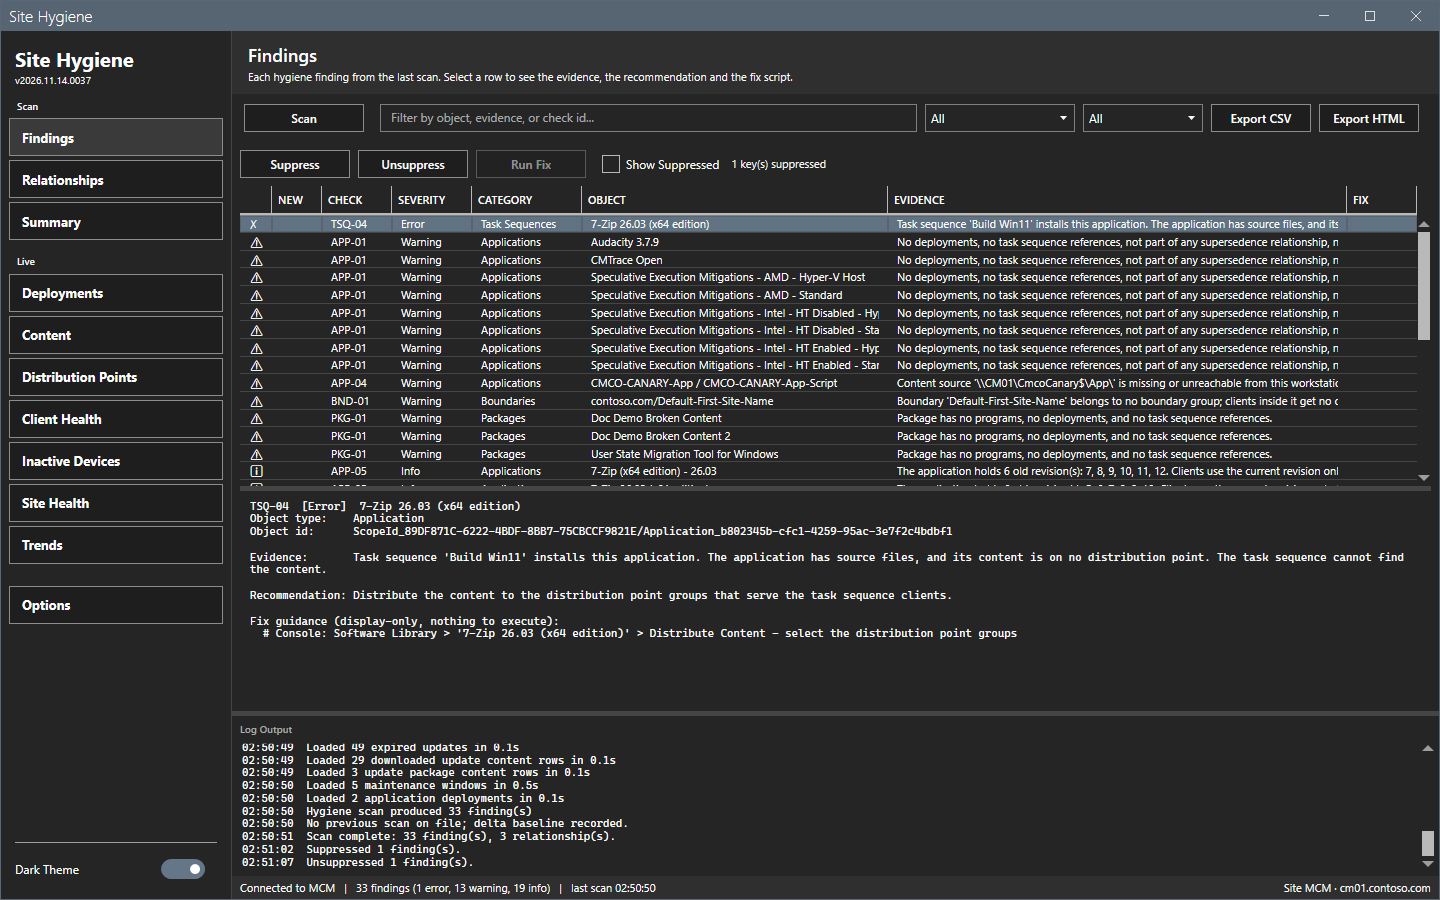 Site Hygiene
Site Hygiene
v2026.11.14.0037
Scan
Findings
Relationships
Summary
Live
Deployments
Content
Distribution Points
Client Health
Inactive Devices
Site Health
Trends
Options
Dark Theme
Findings
Each hygiene finding from the last scan. Select a row to see the evidence, the recommendation and the fix script.
Scan
Filter by object, evidence, or check id...
All
All
Export CSV
Export HTML
Suppress
Unsuppress
Run Fix
Show Suppressed
1 key(s) suppressed
NEW CHECK SEVERITY CATEGORY OBJECT EVIDENCE FIX
X TSQ-04 Error Task Sequences 7-Zip 26.03 (x64 edition) Task sequence 'Build Win11' installs this application. The application has source files, and its
APP-01 Warning Applications Audacity 3.7.9 No deployments, no task sequence references, not part of any supersedence relationship, n
APP-01 Warning Applications CMTrace Open No deployments, no task sequence references, not part of any supersedence relationship, n
APP-01 Warning Applications Speculative Execution Mitigations - AMD - Hyper-V Host No deployments, no task sequence references, not part of any supersedence relationship, n
APP-01 Warning Applications Speculative Execution Mitigations - AMD - Standard No deployments, no task sequence references, not part of any supersedence relationship, n
APP-01 Warning Applications Speculative Execution Mitigations - Intel - HT Disabled - Hy No deployments, no task sequence references, not part of any supersedence relationship, n
APP-01 Warning Applications Speculative Execution Mitigations - Intel - HT Disabled - Sta No deployments, no task sequence references, not part of any supersedence relationship, n
APP-01 Warning Applications Speculative Execution Mitigations - Intel - HT Enabled - Hyp No deployments, no task sequence references, not part of any supersedence relationship, n
APP-01 Warning Applications Speculative Execution Mitigations - Intel - HT Enabled - Star No deployments, no task sequence references, not part of any supersedence relationship, n
APP-04 Warning Applications CMCO-CANARY-App / CMCO-CANARY-App-Script Content source '\\CM01\CmcoCanary$\App\' is missing or unreachable from this workstatic
BND-01 Warning Boundaries contoso.com/Default-First-Site-Name Boundary 'Default-First-Site-Name' belongs to no boundary group; clients inside it get no c
PKG-01 Warning Packages Doc Demo Broken Content Package has no programs, no deployments, and no task sequence references.
PKG-01 Warning Packages Doc Demo Broken Content 2 Package has no programs, no deployments, and no task sequence references.
PKG-01 Warning Packages User State Migration Tool for Windows Package has no programs, no deployments, and no task sequence references.
APP-05 Info Applications 7-Zip (x64 edition) - 26.03 The application holds 6 old revision(s): 7, 8, 9, 10, 11, 12. Clients use the current revision onl
TSQ-04 [Error] 7-Zip 26.03 (x64 edition)
Object type: Application
Object id: ScopeId_89DF871C-6222-4BDF-8BB7-75CBCCF9821E/Application_b802345b-cfc1-4259-95ac-3e7f2c4bdbf1
Evidence: Task sequence 'Build Win11' installs this application. The application has source files, and its content is on no distribution point. The task sequence cannot find
the content.
Recommendation: Distribute the content to the distribution point groups that serve the task sequence clients.
Fix guidance (display-only, nothing to execute):
# Console: Software Library > '7-Zip 26.03 (x64 edition)' > Distribute Content - select the distribution point groups
Log Output
02:50:49 Loaded 49 expired updates in 0.1s
02:50:49 Loaded 29 downloaded update content rows in 0.1s
02:50:49 Loaded 3 update package content rows in 0.1s
02:50:50 Loaded 5 maintenance windows in 0.5s
02:50:50 Loaded 2 application deployments in 0.1s
02:50:50 Hygiene scan produced 33 finding(s)
02:50:50 No previous scan on file; delta baseline recorded.
02:50:51 Scan complete: 33 finding(s), 3 relationship(s).
02:51:02 Suppressed 1 finding(s).
02:51:07 Unsuppressed 1 finding(s).
Connected to MCM | 33 findings (1 error, 13 warning, 19 info) | last scan 02:50:50
Site MCM · cm01.contoso.com